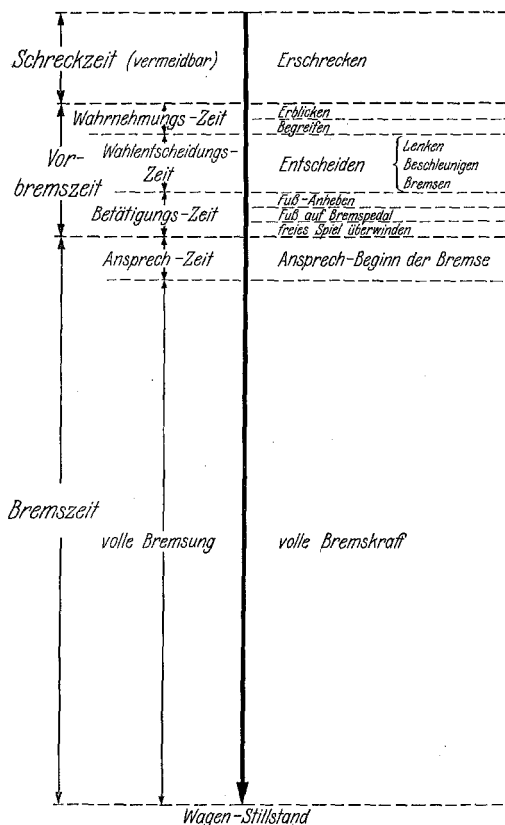 Schreckzeit (vermeidbar)
Erschrecken
Wahrnehmungs-Zeit
Erblicken
Begreifen
Vor-
bremszeit
Wahlentscheidungs-
Zeit
Entscheiden
Lenken
Beschleunigen
Bremsen
Betätigungs-Zeit
Fuß-Anheben
Fuß auf Bremspedal
freies Spiel überwinden
Ansprech-Zeit
Ansprech-Beginn der Bremse
Bremszeit
volle Bremsung
volle Bremskraft
Wagen-Stillstand